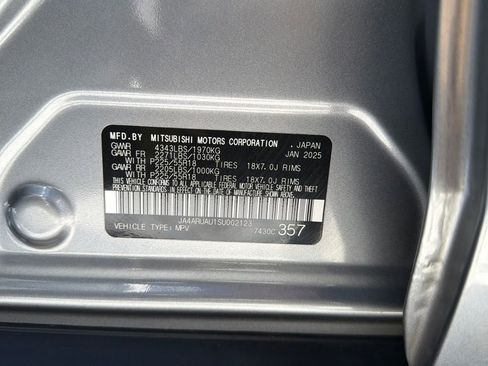 MFD.BY MITSUBISHI MOTORS CORPORATION . JAPAN
GVWR 4343LBS/1970KG JAN 2025
GAWR FR 2271LBS/1030KG
WITH P225/55R18 TIRES 18X7.0J RIMS
GAWR RR 2205LBS/1000KG
WITH P225/55R18 TIRES 18X7.0J RIMS
THIS VEHICLE CONFORMS TO ALL APPLICABLE FEDERAL
MOTOR VEHICLE SAFETY, BUMPER, AND THEFT
PREVENTION STANDARDS IN EFFECT ON THE DATE OF
MANUFACTURE SHOWN ABOVE.
JA4ARUAU1SU002123
VEHICLE TYPE: MPV 7430C 357